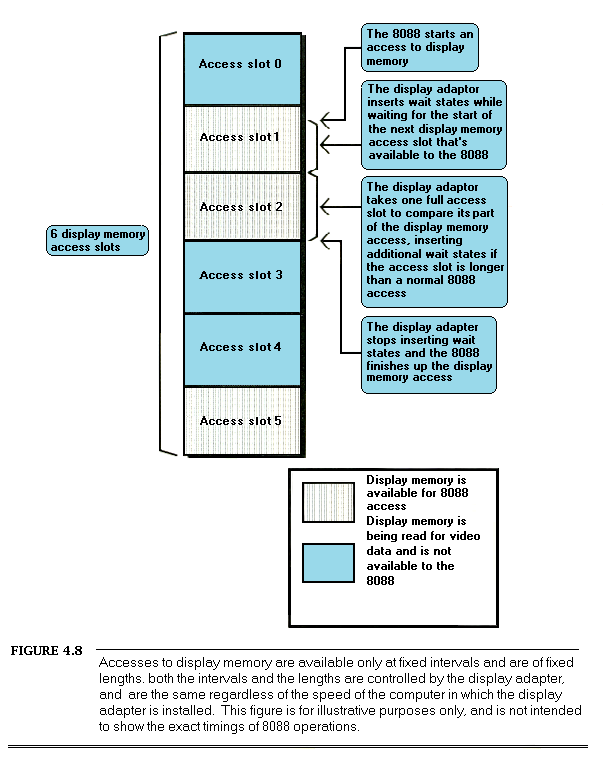 The 8088 starts an
access to display
memory
Access slot 0
The display adaptor
inserts wait states while
waiting for the start of
the next display memory
access slot that's
available to the 8088
Access slot1
The display adaptor
takes one full access
slot to compare its part
of the display memory
access, inserting
additional wait states if
the access slot is longer
than a normal 8088
access
Access slot 2
6 display memory
access slots
Access slot 3
The display adapter
stops inserting wait
states and the 8088
finishes up the display
memory access
Access slot 4
Access slot 5
Display memory is
available for 8088
access
Display memory is
being read for video
data and is not
available to the
8088
FIGURE 4.8
Accesses to display memory are available only at fixed intervals and are of fixed
lengths. both the intervals and the lengths are controlled by the display adapter,
and are the same regardless of the speed of the computer in which the display
adapter is installed. This figure is for illustrative purposes only, and is not intended
to show the exact timings of 8088 operations.